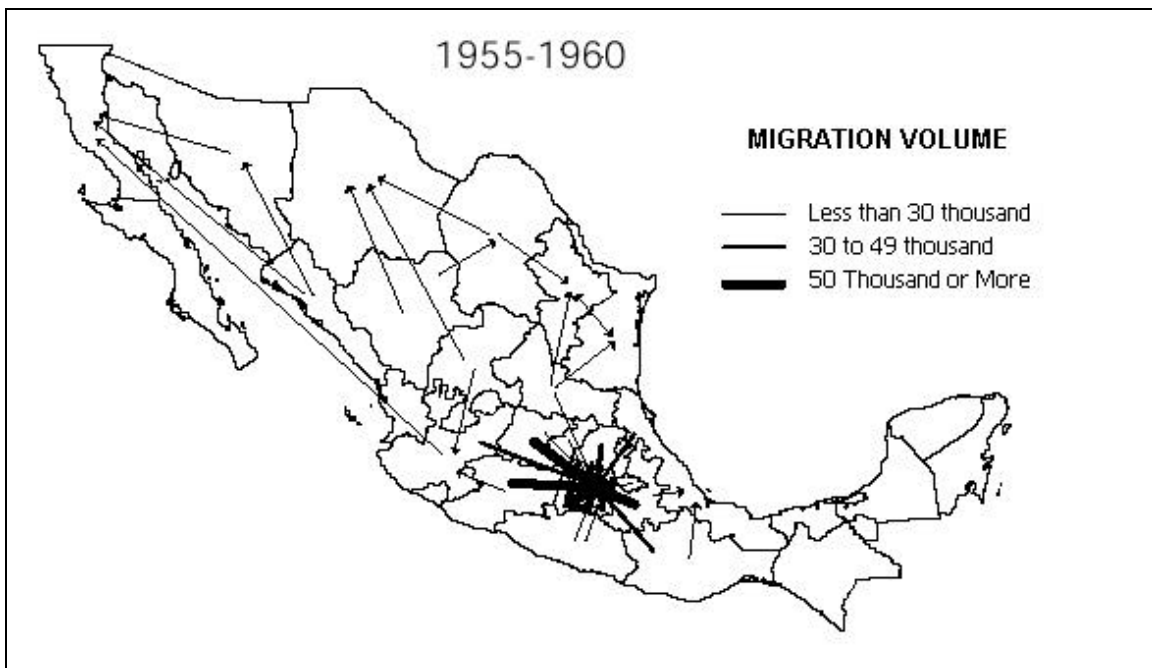 1955-1960
MIGRATION VOLUME
Less than 30 thousand
30 to 49 thousand
50 Thousand or More